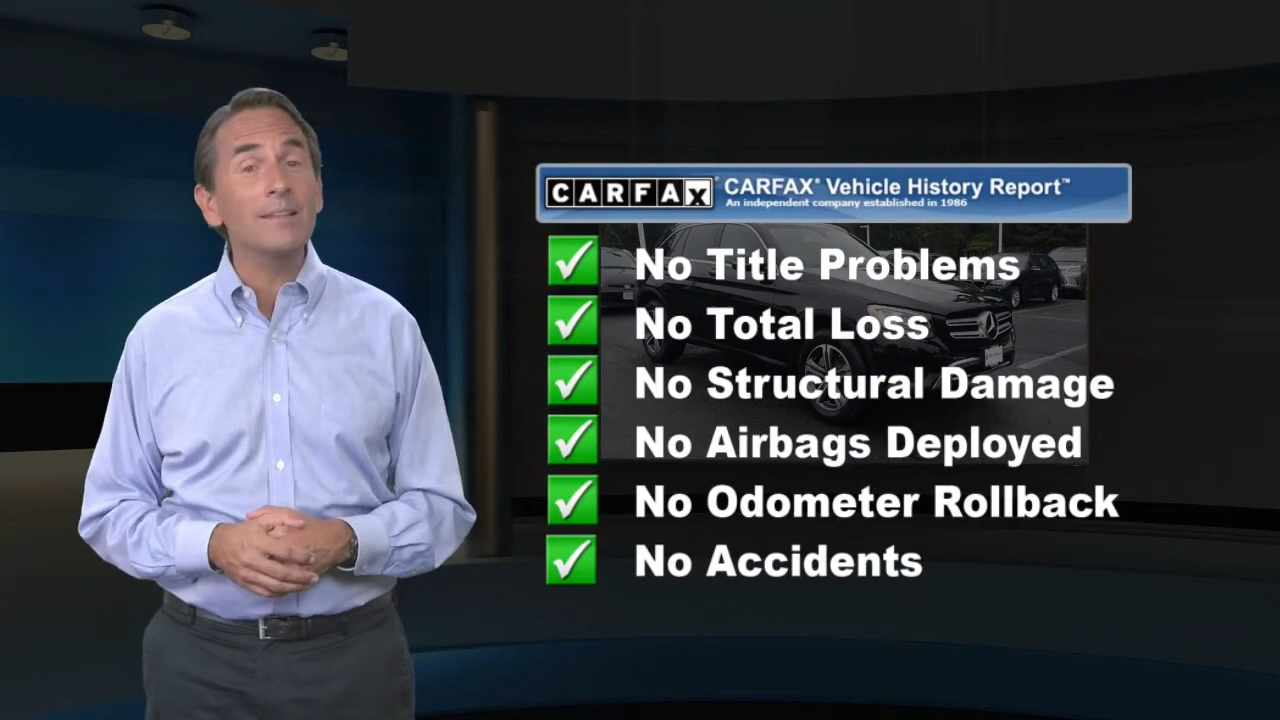 CARFAX® CARFAX® Vehicle History Report™
An independent company established in 1986
No Title Problems
No Total Loss
No Structural Damage
No Airbags Deployed
No Odometer Rollback
No Accidents